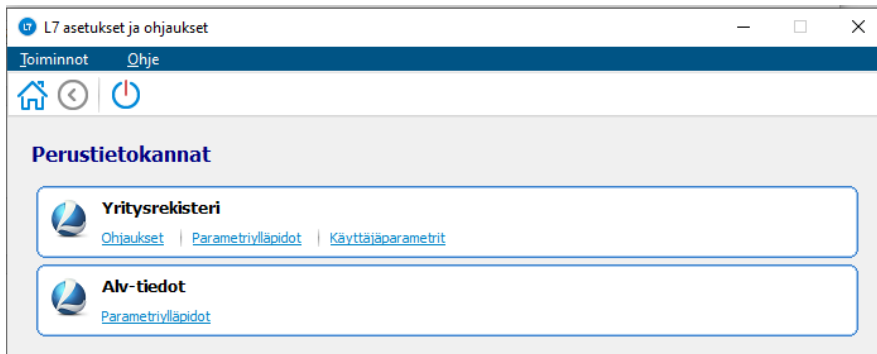 L7 asetukset ja ohjaukset
Toiminnot Ohje
Perustietokannat
Yritysrekisteri
Ohjaukset | Parametriylläpidot | Käyttäjäparametrit
Alv-tiedot
Parametriylläpidot